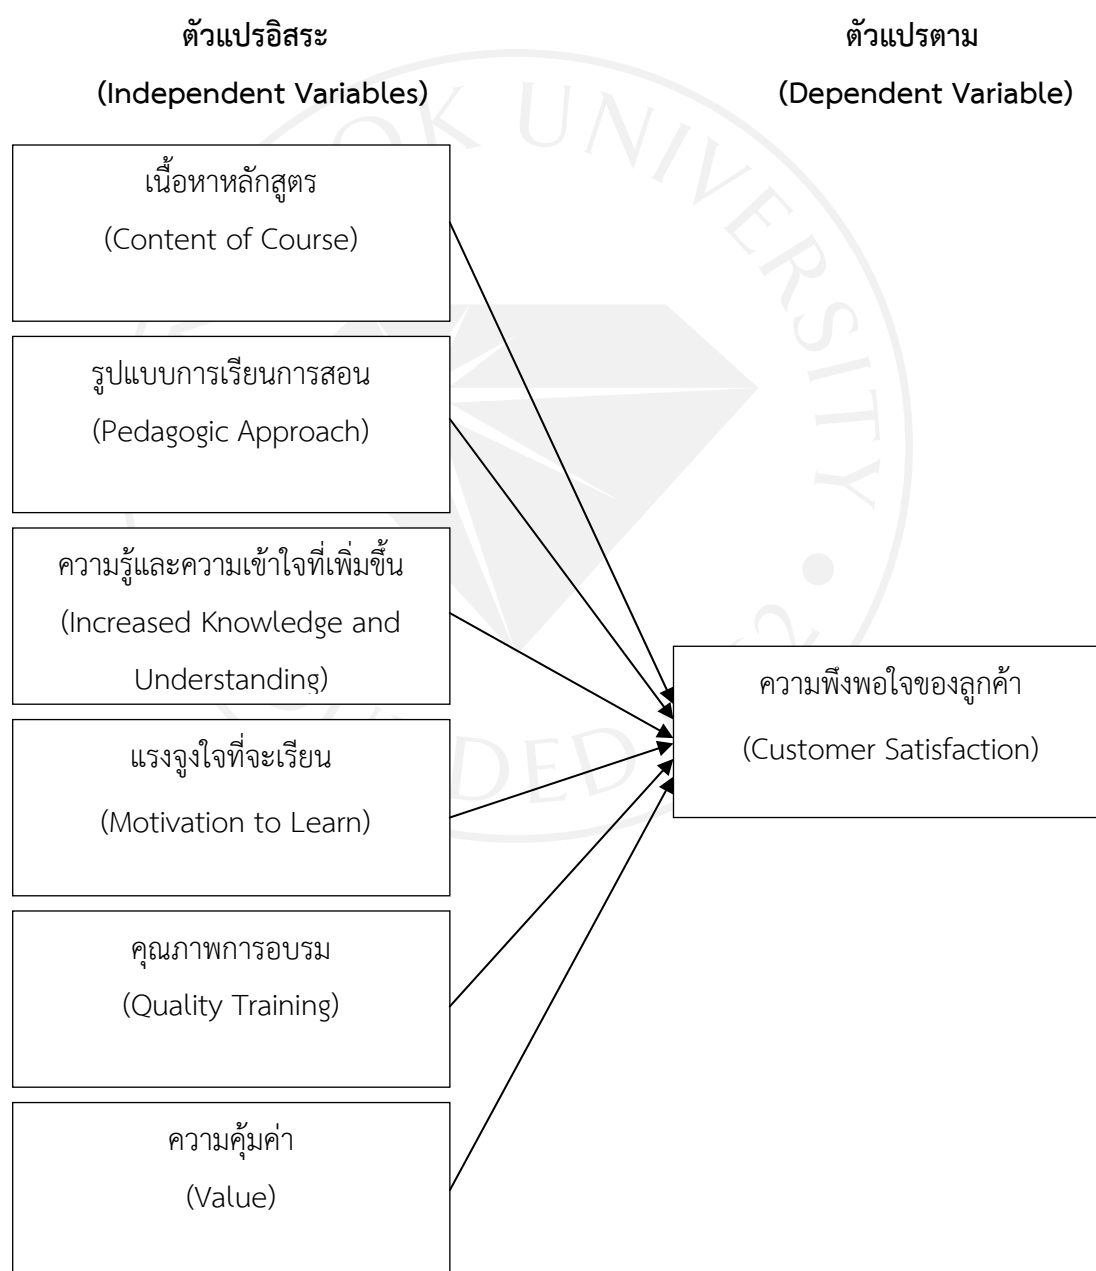 ตัวแปรอิสระ
(Independent Variables)
ตัวแปรตาม
(Dependent Variable)
เนื้อหาหลักสูตร
(Content of Course)
รูปแบบการเรียนการสอน
(Pedagogic Approach)
ความรู้และความเข้าใจที่เพิ่มขึ้น
(Increased Knowledge and
Understanding)
แรงจูงใจที่จะเรียน
(Motivation to Learn)
คุณภาพการอบรม
(Quality Training)
ความคุ้มค่า
(Value)
ความพึงพอใจของลูกค้า
(Customer Satisfaction)
UNIVERSITY